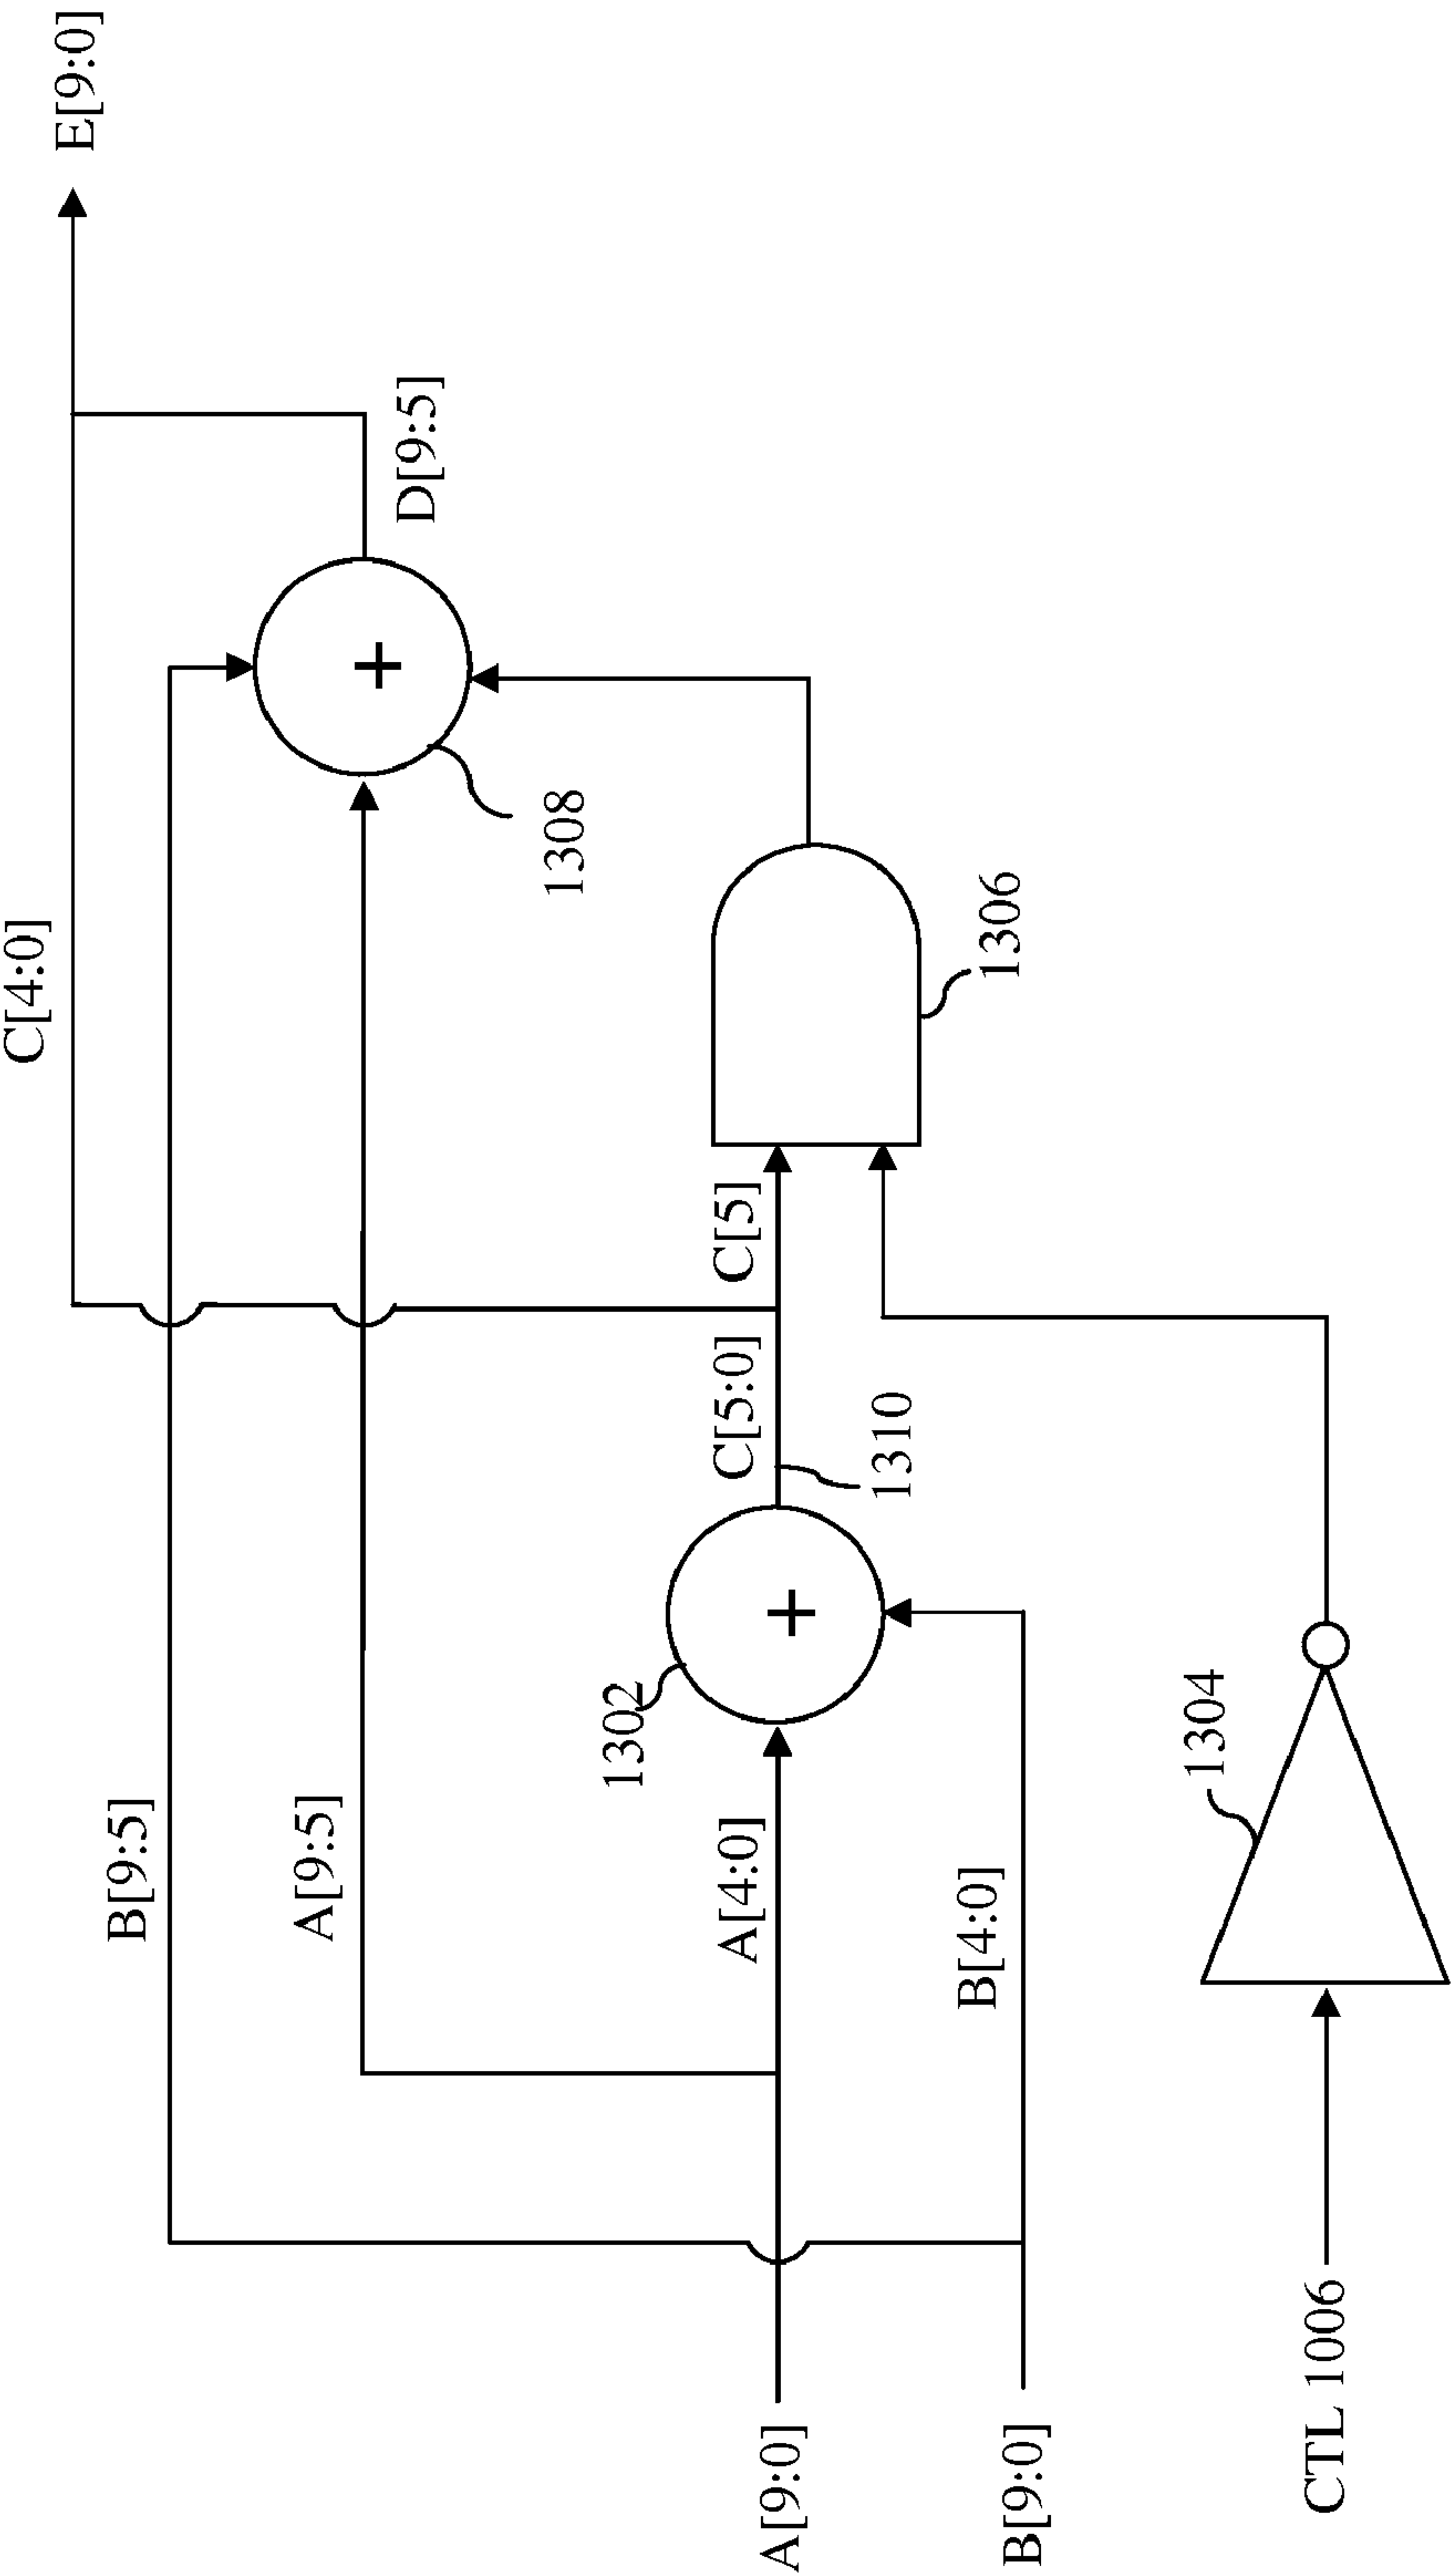 C[4:0]
E[9:0]
B[9:5]
A[9:5]
D[9:5]
1308
1302
A[4:0]
C[5:0]
C[5]
1310
1306
A[9:0]
B[4:0]
B[9:0]
1304
CTL 1006